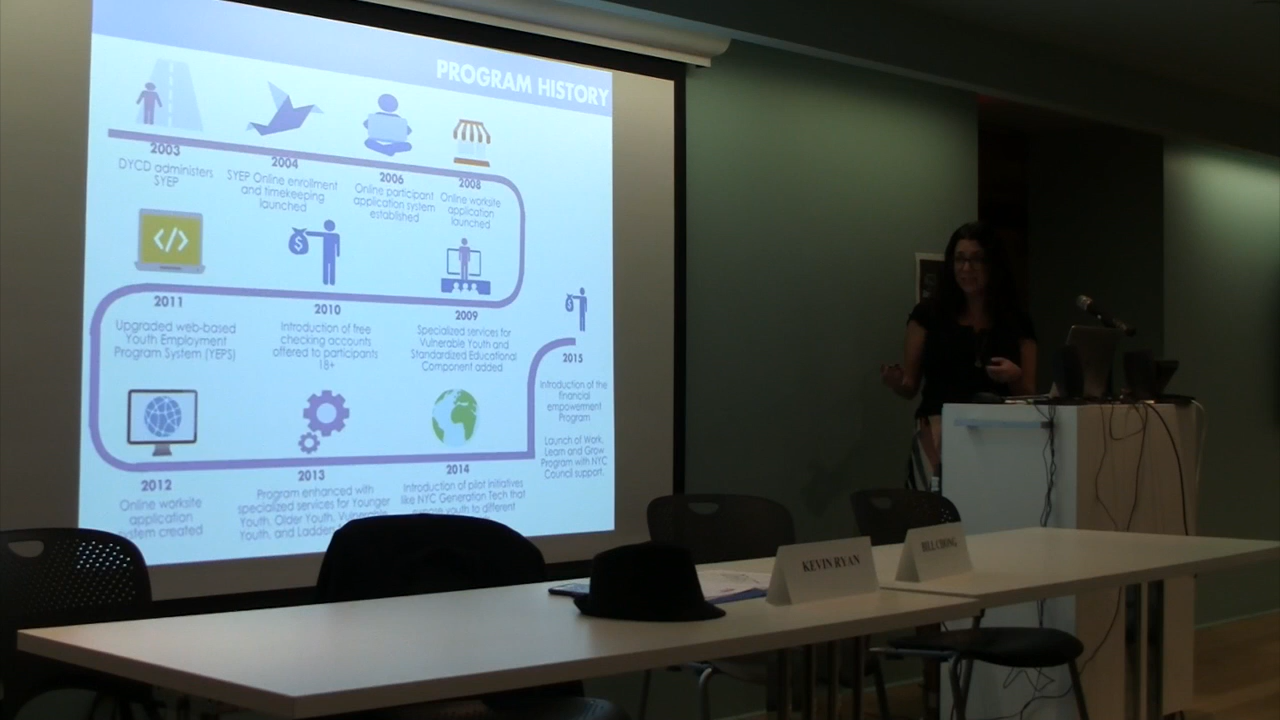 PROGRAM HISTORY
2003
DYCD administers
SYEP
2004
SYEP Online enrollment
and timekeeping
launched
2006
Online participant
application system
established
2008
Online worksite
application
launched
</>
$
2011
Upgraded web-based
Youth Employment
Program System (YEPS)
2010
Introduction of free
checking accounts
offered to participants
18+
2009
Specialized services for
Vulnerable Youth and
Standardized Educational
Component added
2015
Introduction of the
financial
empowerment
Program
Launch of Work,
Learn and Grow
Program with NYC
Council support.
2012
Online worksite
application
system created
2013
Program enhanced with
specialized services for Younger
Youth, Older Youth, Vulnerable
Youth, and Ladders
2014
Introduction of pilot initiatives
like NYC Generation Tech that
expose youth to different
KEVIN RYAN
BILL CHONG